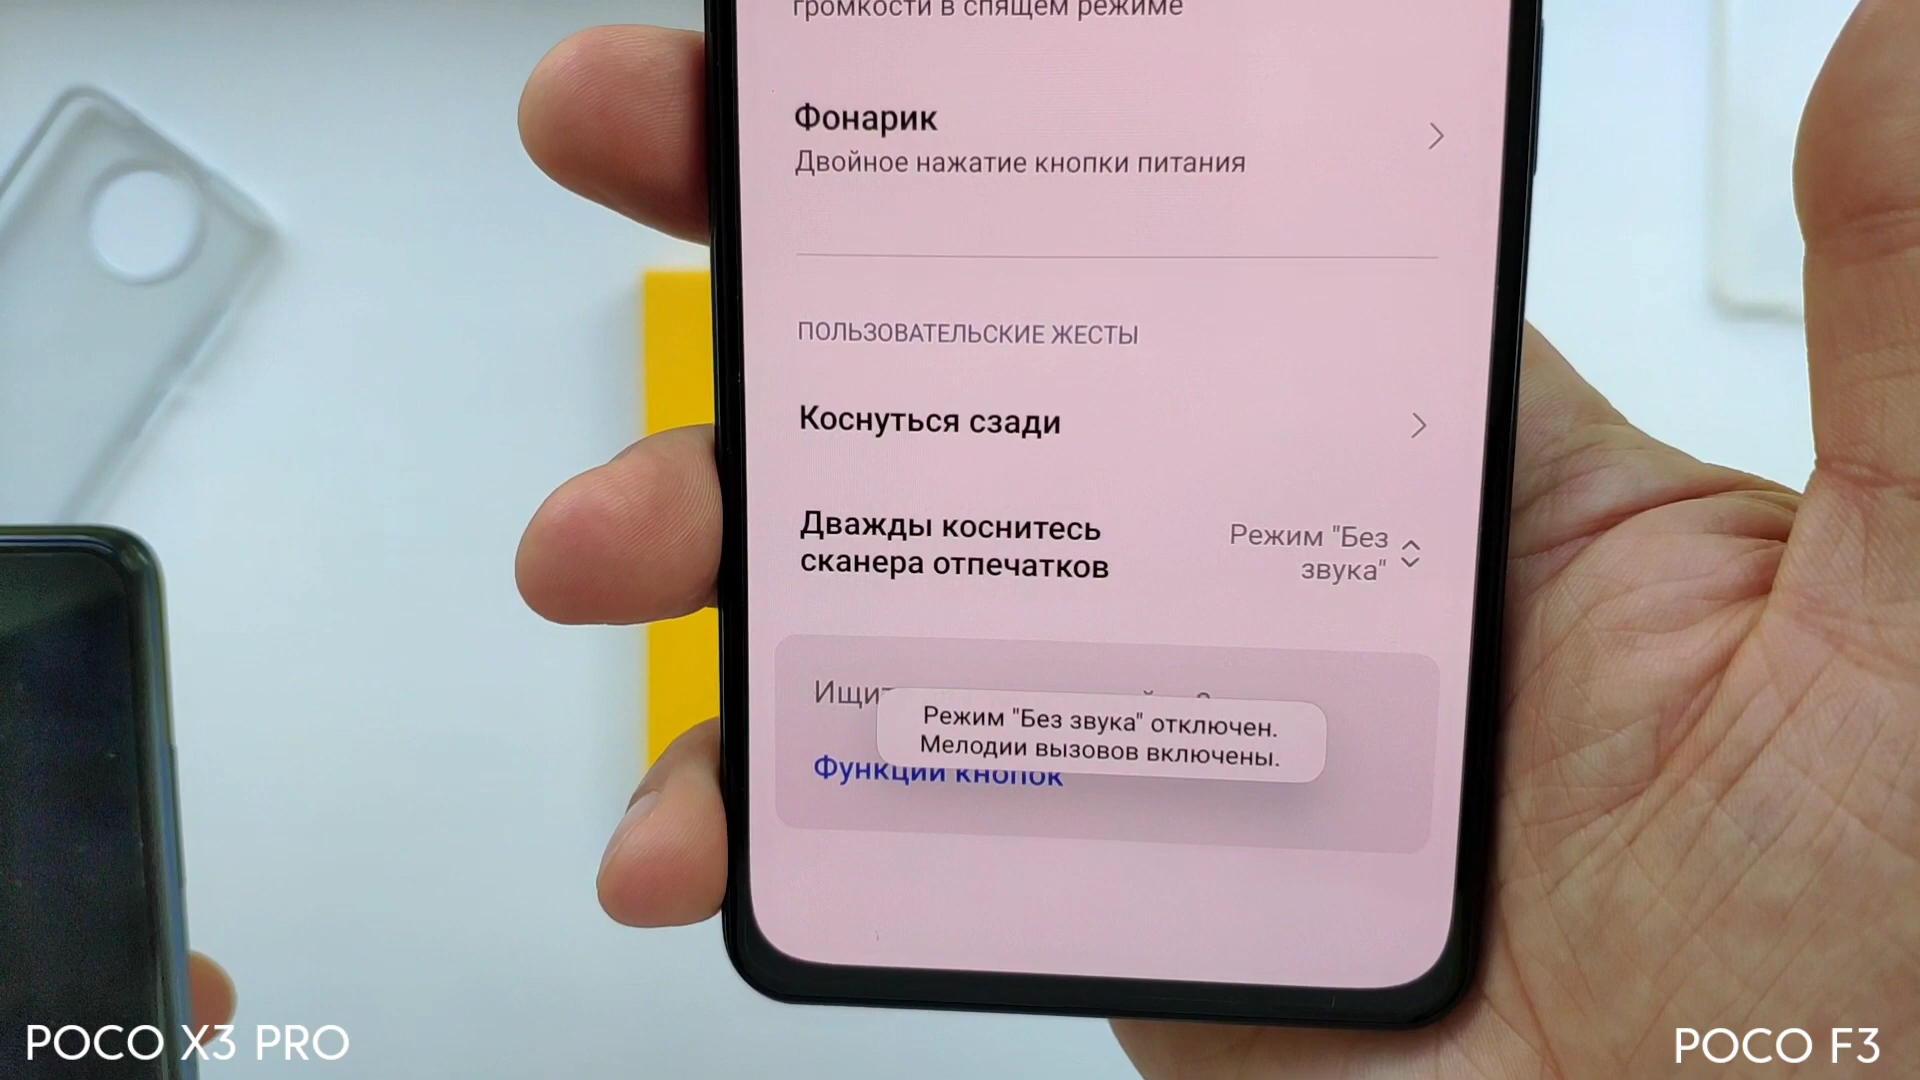 громкости в спящем режиме
Фонарик
Двойное нажатие кнопки питания
ПОЛЬЗОВАТЕЛЬСКИЕ ЖЕСТЫ
Коснуться сзади
Дважды коснитесь
сканера отпечатков
Режим "Без
звука"
Режим "Без звука" отключен.
Мелодии вызовов включены.
Функции кнопок
POCO X3 PRO
POCO F3